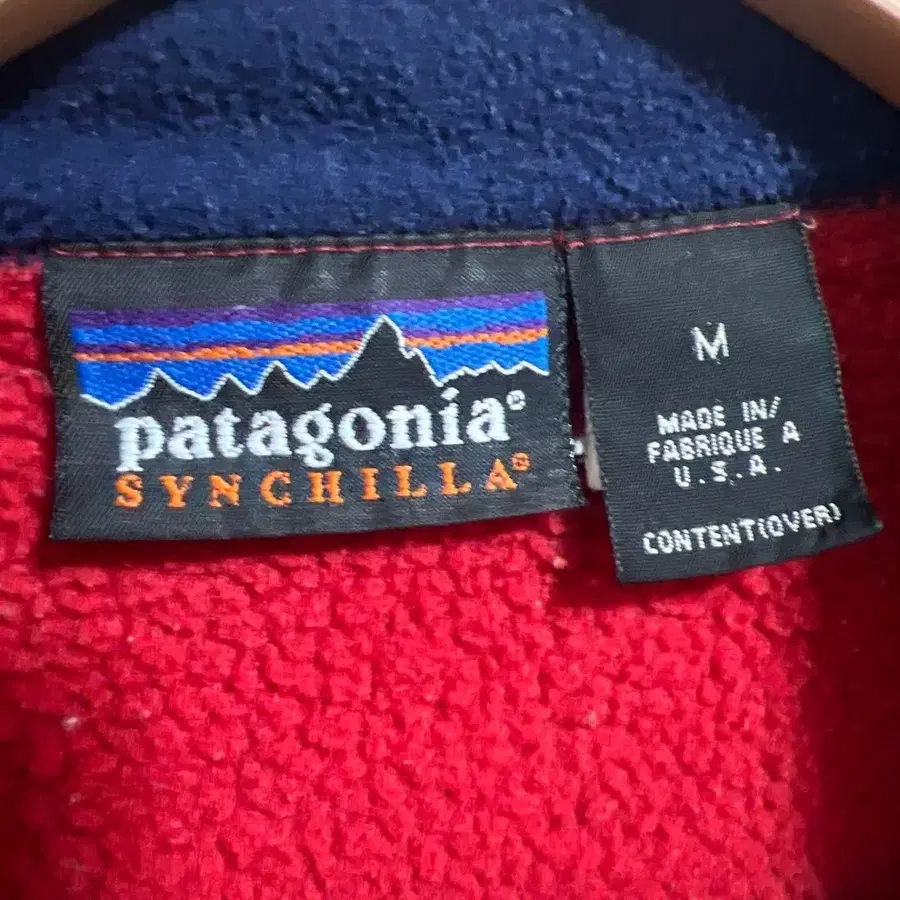 patagonia®
SYNCHILLA®
M
MADE IN/
FABRIQUE A
U.S.A.
CONTENT(OVER)